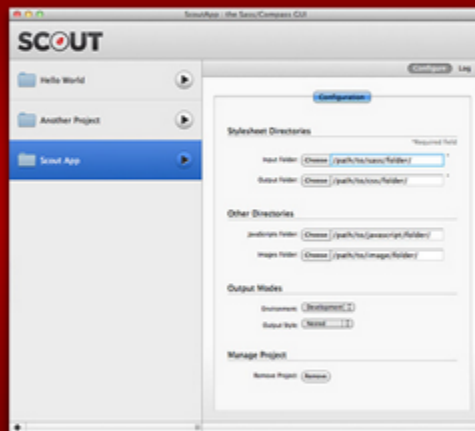 ScoutApp : the Sass/Compass GUI
SCOUT
Configure Log
Hello World
Another Project
Scout App
Configuration
Stylesheet Directories
*Required field
Input Folder: Choose /path/to/sass/folder/ *
Output Folder: Choose /path/to/css/folder/ *
Other Directories
JavaScripts Folder: Choose /path/to/javascript/folder/
Images Folder: Choose /path/to/image/folder/
Output Modes
Environment: Development
Output Style: Nested
Manage Project
Remove Project: Remove